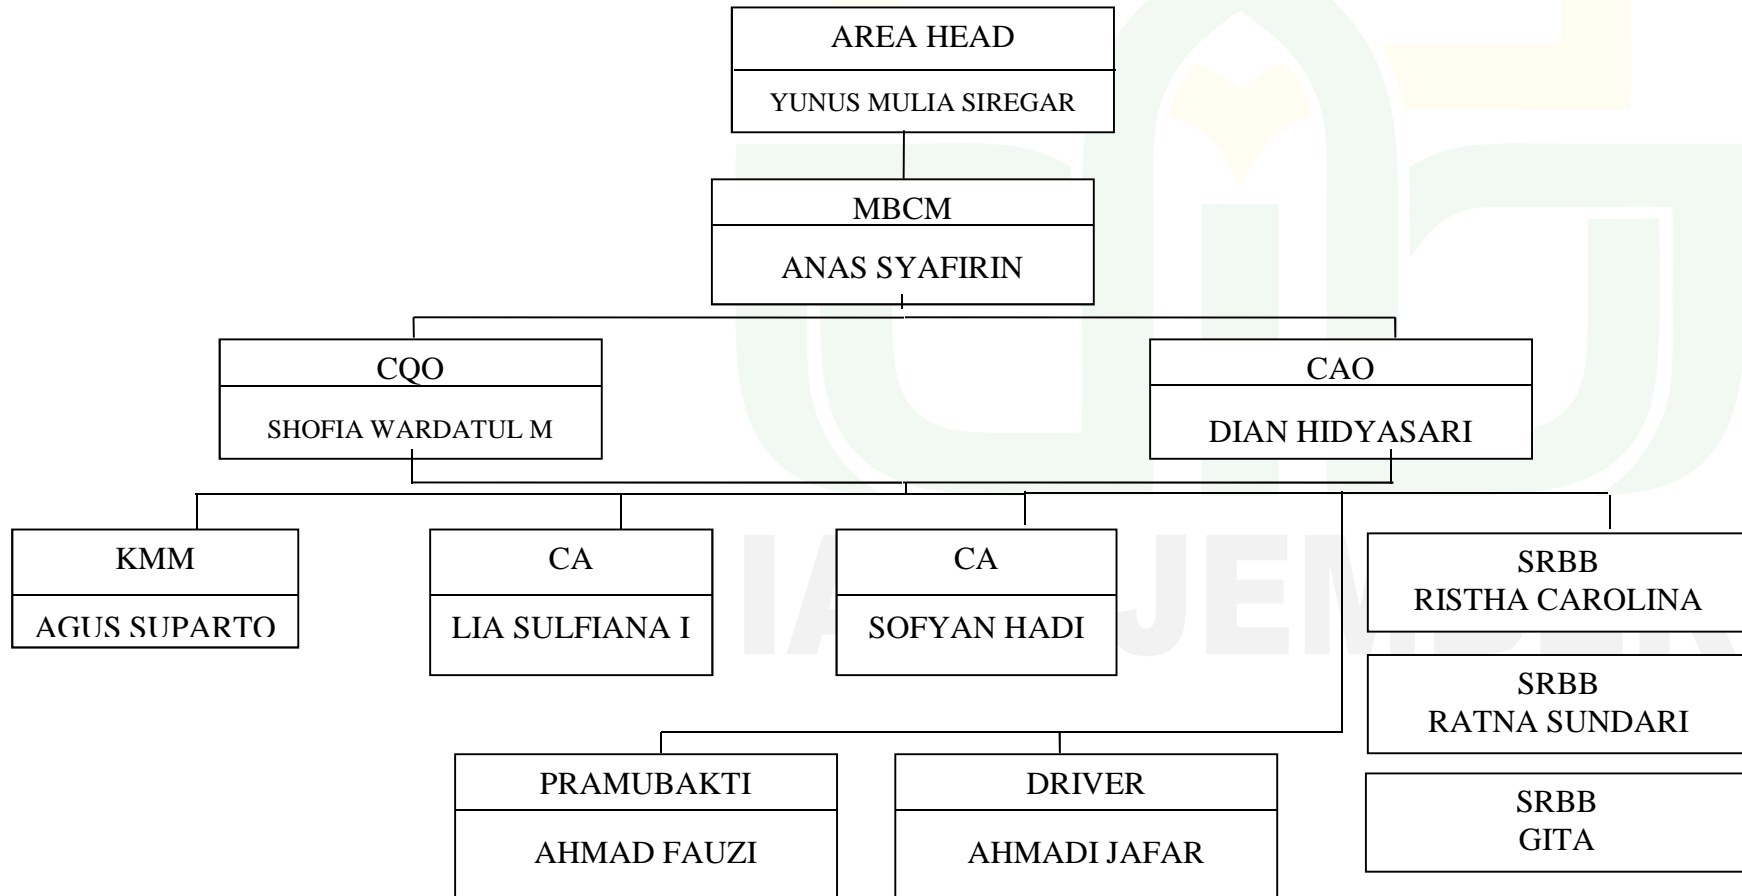 AREA HEAD
YUNUS MULIA SIREGAR
MBCM
ANAS SYAFIRIN
CQO
SHOFIA WARDATUL M
CAO
DIAN HIDYASARI
KMM
AGUS SUPARTO
CA
LIA SULFIANA I
CA
SOFYAN HADI
SRBB
RISTHA CAROLINA
SRBB
RATNA SUNDARI
SRBB
GITA
PRAMUBAKTI
AHMAD FAUZI
DRIVER
AHMADI JAFAR